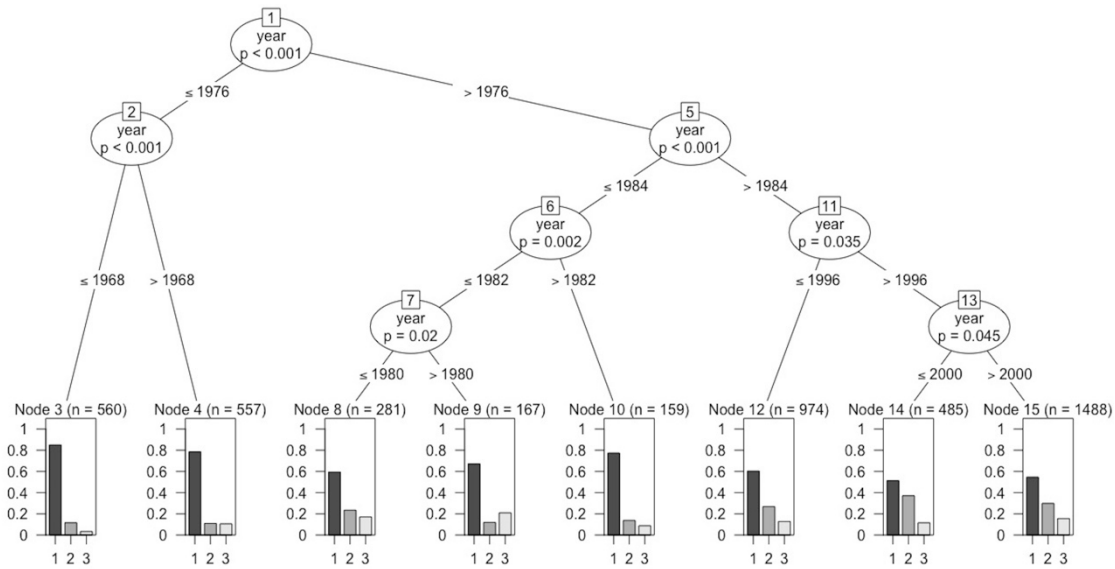 1
year
p < 0.001
≤ 1976
> 1976
2
year
p < 0.001
5
year
p < 0.001
≤ 1984
> 1984
6
year
p = 0.002
11
year
p = 0.035
≤ 1968
> 1968
≤ 1982
> 1982
≤ 1996
> 1996
7
year
p = 0.02
13
year
p = 0.045
≤ 1980
> 1980
≤ 2000
> 2000
Node 3 (n = 560)
1
0.8
0.6
0.4
0.2
0
1 2 3
Node 4 (n = 557)
1
0.8
0.6
0.4
0.2
0
1 2 3
Node 8 (n = 281)
1
0.8
0.6
0.4
0.2
0
1 2 3
Node 9 (n = 167)
1
0.8
0.6
0.4
0.2
0
1 2 3
Node 10 (n = 159)
1
0.8
0.6
0.4
0.2
0
1 2 3
Node 12 (n = 974)
1
0.8
0.6
0.4
0.2
0
1 2 3
Node 14 (n = 485)
1
0.8
0.6
0.4
0.2
0
1 2 3
Node 15 (n = 1488)
1
0.8
0.6
0.4
0.2
0
1 2 3